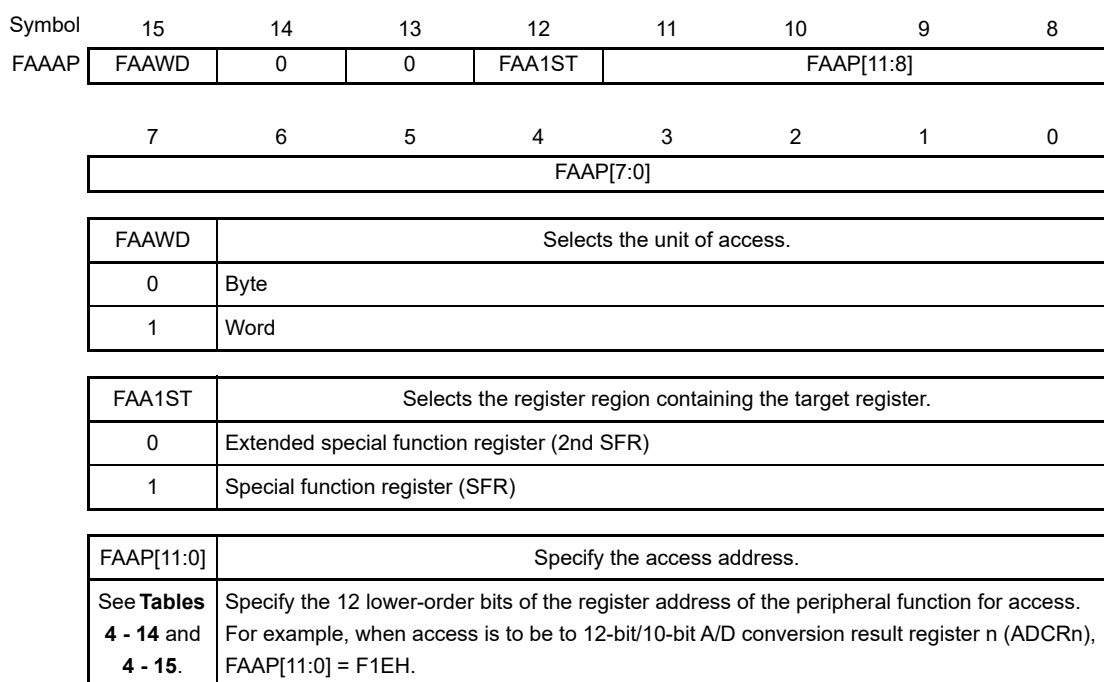 Symbol 15 14 13 12 11 10 9 8
FAAAP FAAWD 0 0 FAA1ST FAAP[11:8]
7 6 5 4 3 2 1 0
FAAP[7:0]
FAAWD Selects the unit of access.
0 Byte
1 Word
FAA1ST Selects the register region containing the target register.
0 Extended special function register (2nd SFR)
1 Special function register (SFR)
FAAP[11:0] Specify the access address.
See Tables Specify the 12 lower-order bits of the register address of the peripheral function for access.
4 - 14 and For example, when access is to be to 12-bit/10-bit A/D conversion result register n (ADCRn),
4 - 15. FAAP[11:0] = F1EH.